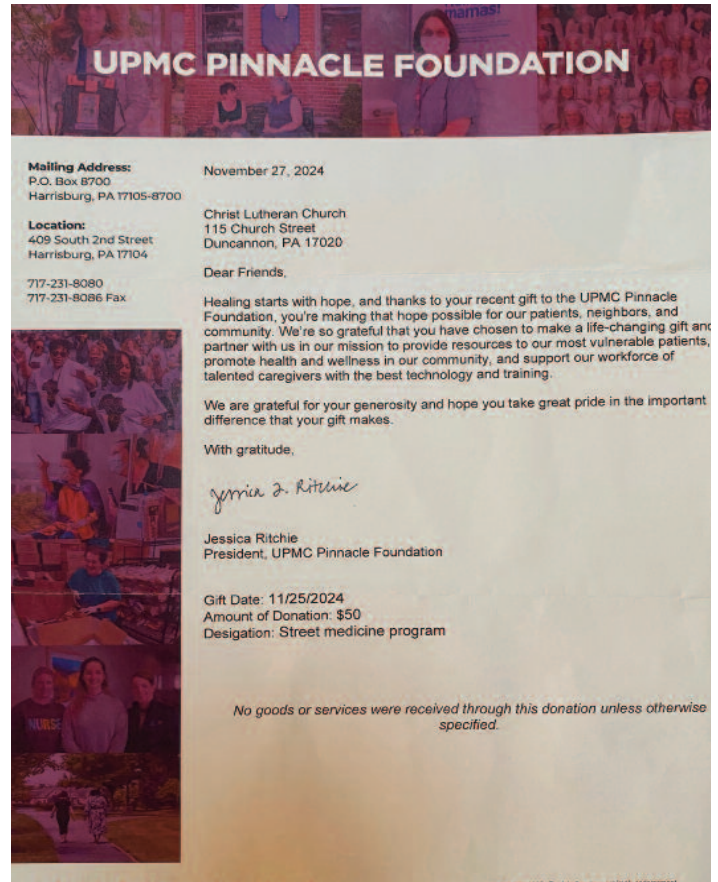 mamas!
UPMC PINNACLE FOUNDATION
Mailing Address:
P.O. Box 8700
Harrisburg, PA 17105-8700
Location:
409 South 2nd Street
Harrisburg, PA 17104
717-231-8080
717-231-8086 Fax
November 27, 2024
Christ Lutheran Church
115 Church Street
Duncannon, PA 17020
Dear Friends,
Healing starts with hope, and thanks to your recent gift to the UPMC Pinnacle
Foundation, you're making that hope possible for our patients, neighbors, and
community. We're so grateful that you have chosen to make a life-changing gift and
partner with us in our mission to provide resources to our most vulnerable patients,
promote health and wellness in our community, and support our workforce of
talented caregivers with the best technology and training.
We are grateful for your generosity and hope you take great pride in the important
difference that your gift makes.
With gratitude,
Jessica L. Ritchie
Jessica Ritchie
President, UPMC Pinnacle Foundation
Gift Date: 11/25/2024
Amount of Donation: $50
Desigation: Street medicine program
No goods or services were received through this donation unless otherwise
specified.
NURSE